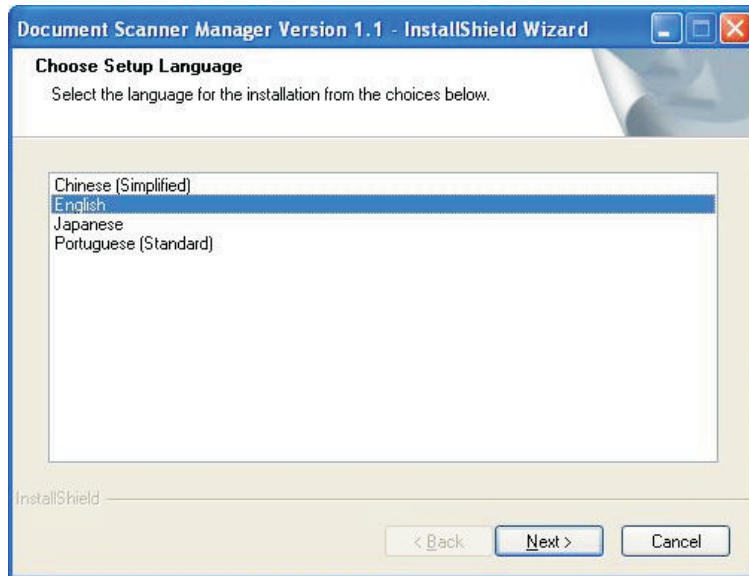 Document Scanner Manager Version 1.1 - InstallShield Wizard
Choose Setup Language
Select the language for the installation from the choices below.
Chinese (Simplified)
English
Japanese
Portuguese (Standard)
InstallShield
< Back Next > Cancel